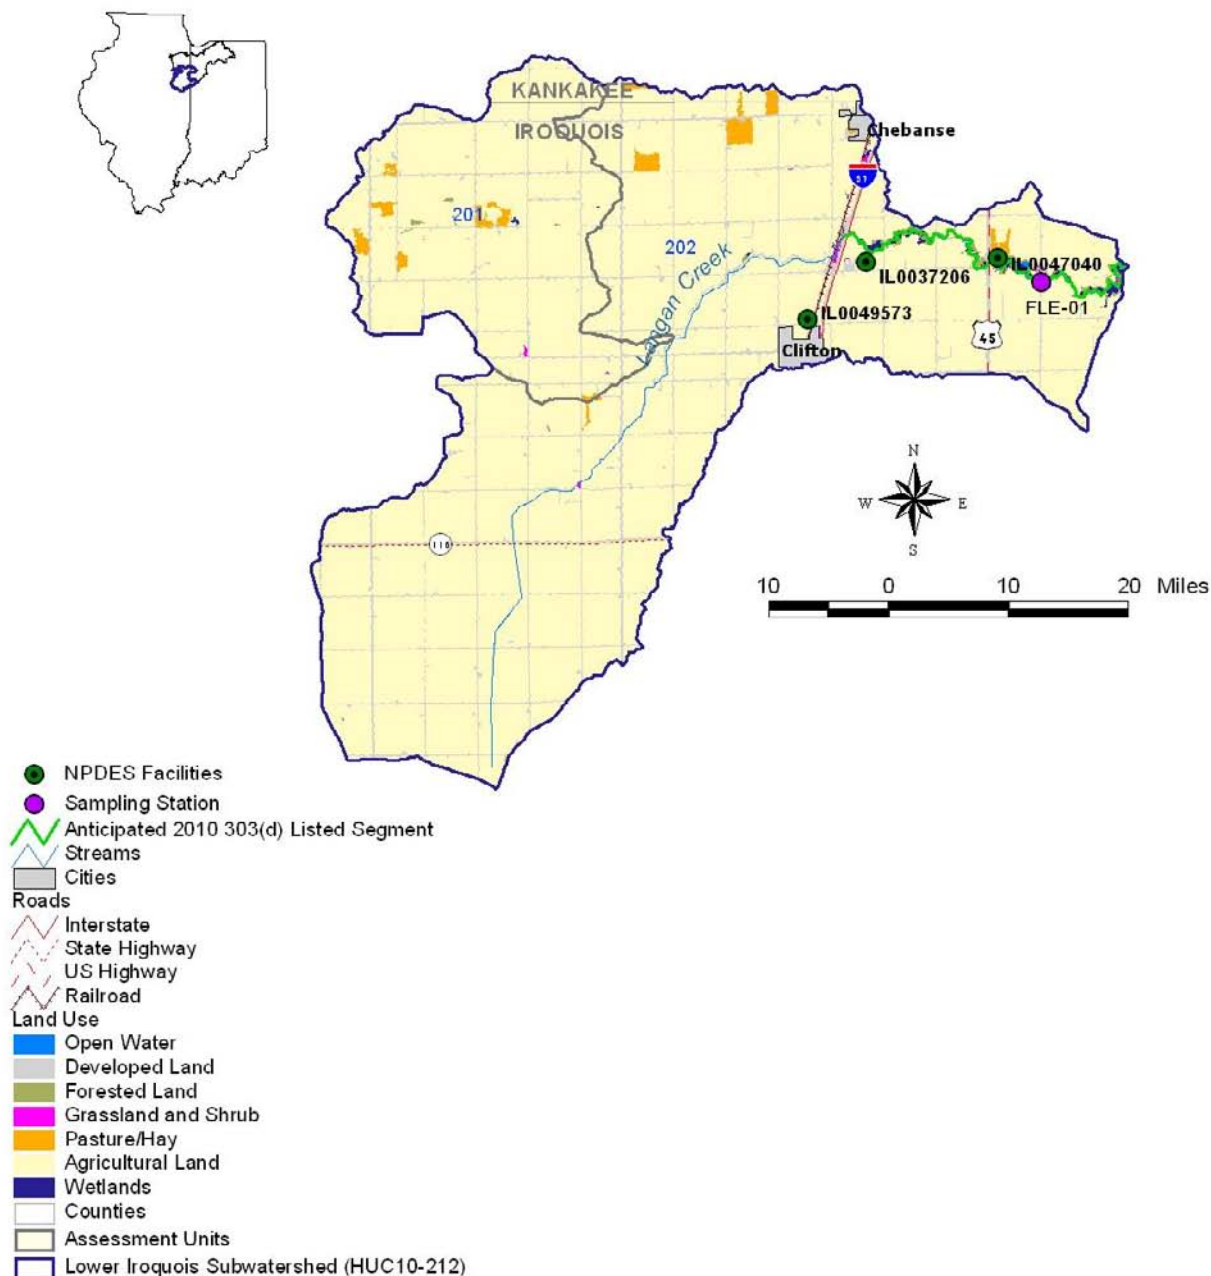 KANKAKEE
IROQUOIS
Chebanse
57
201
202
Langan Creek
IL0037206
IL0047040
FLE-01
IL0049573
Clifton
45
N
W E
S
116
10 0 10 20 Miles
NPDES Facilities
Sampling Station
Anticipated 2010 303(d) Listed Segment
Streams
Cities
Roads
Interstate
State Highway
US Highway
Railroad
Land Use
Open Water
Developed Land
Forested Land
Grassland and Shrub
Pasture/Hay
Agricultural Land
Wetlands
Counties
Assessment Units
Lower Iroquois Subwatershed (HUC10-212)